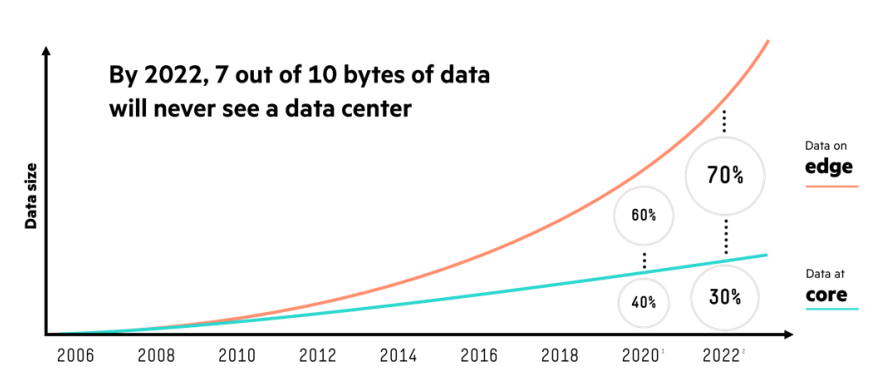 By 2022, 7 out of 10 bytes of data
will never see a data center
Data size
Data on
edge
70%
60%
Data at
core
40%
30%
2006
2008
2010
2012
2014
2016
2018
2020¹
2022²